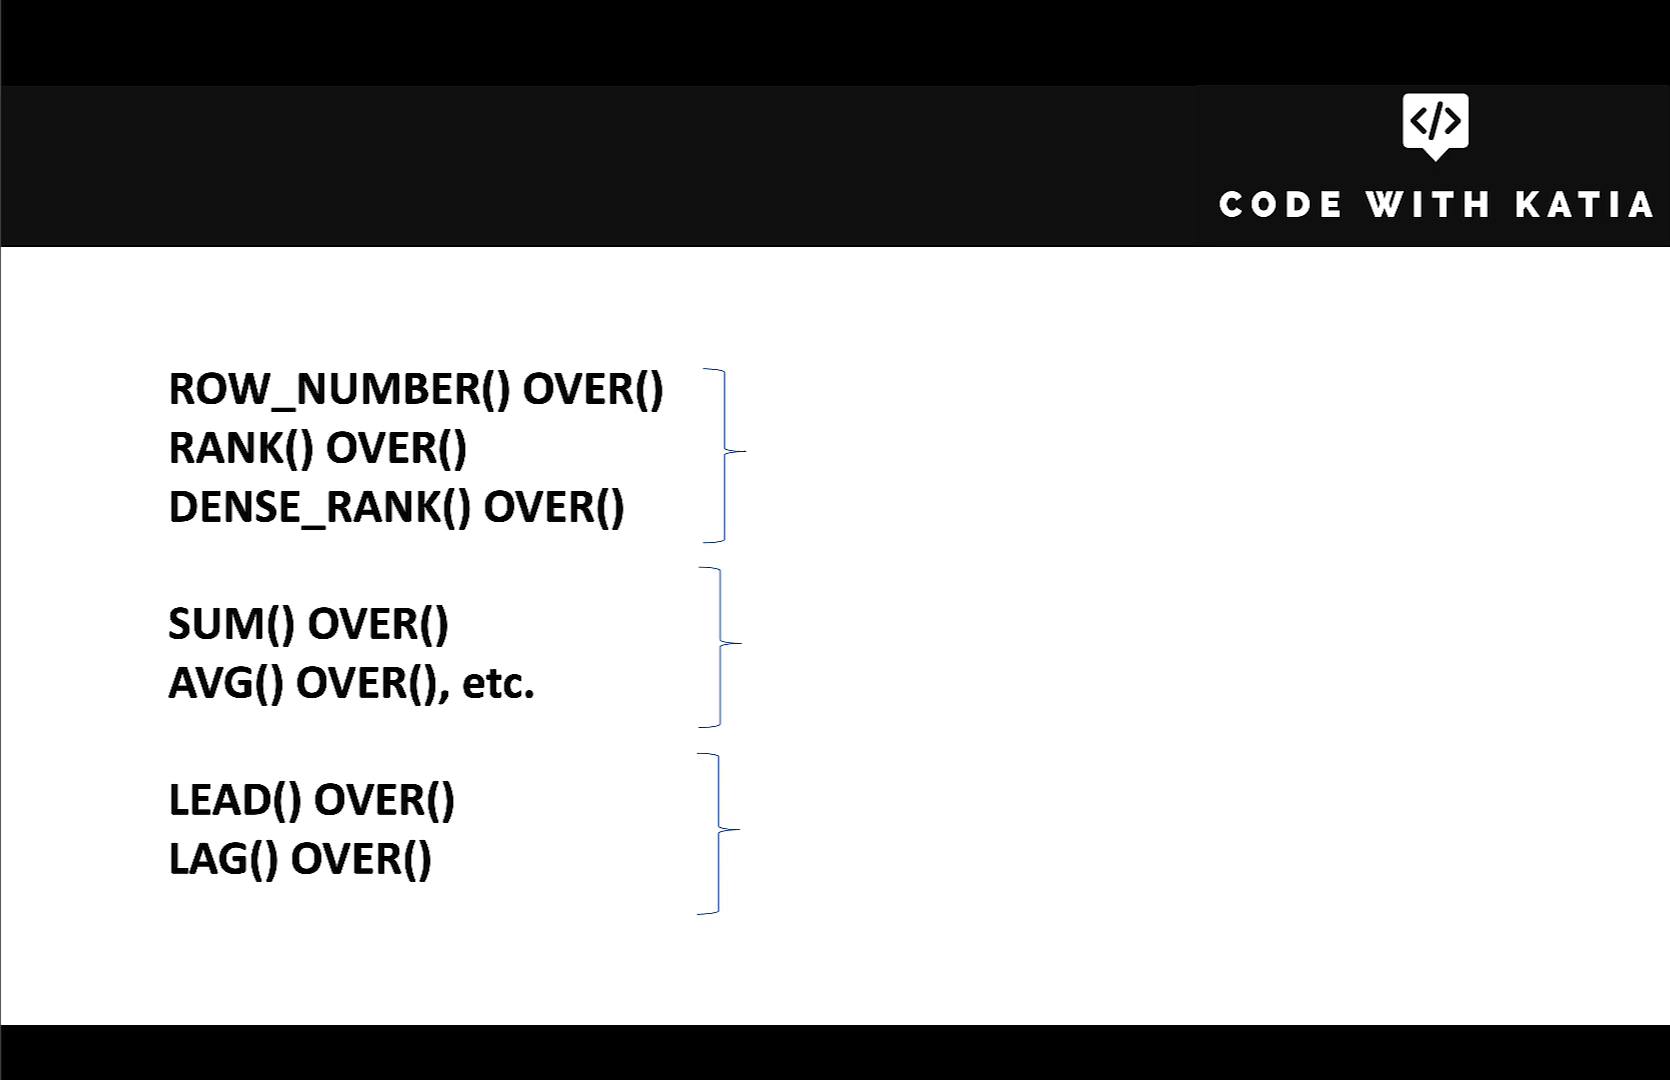 </>
CODE WITH KATIA
ROW_NUMBER() OVER()
RANK() OVER()
DENSE_RANK() OVER()
SUM() OVER()
AVG() OVER(), etc.
LEAD() OVER()
LAG() OVER()